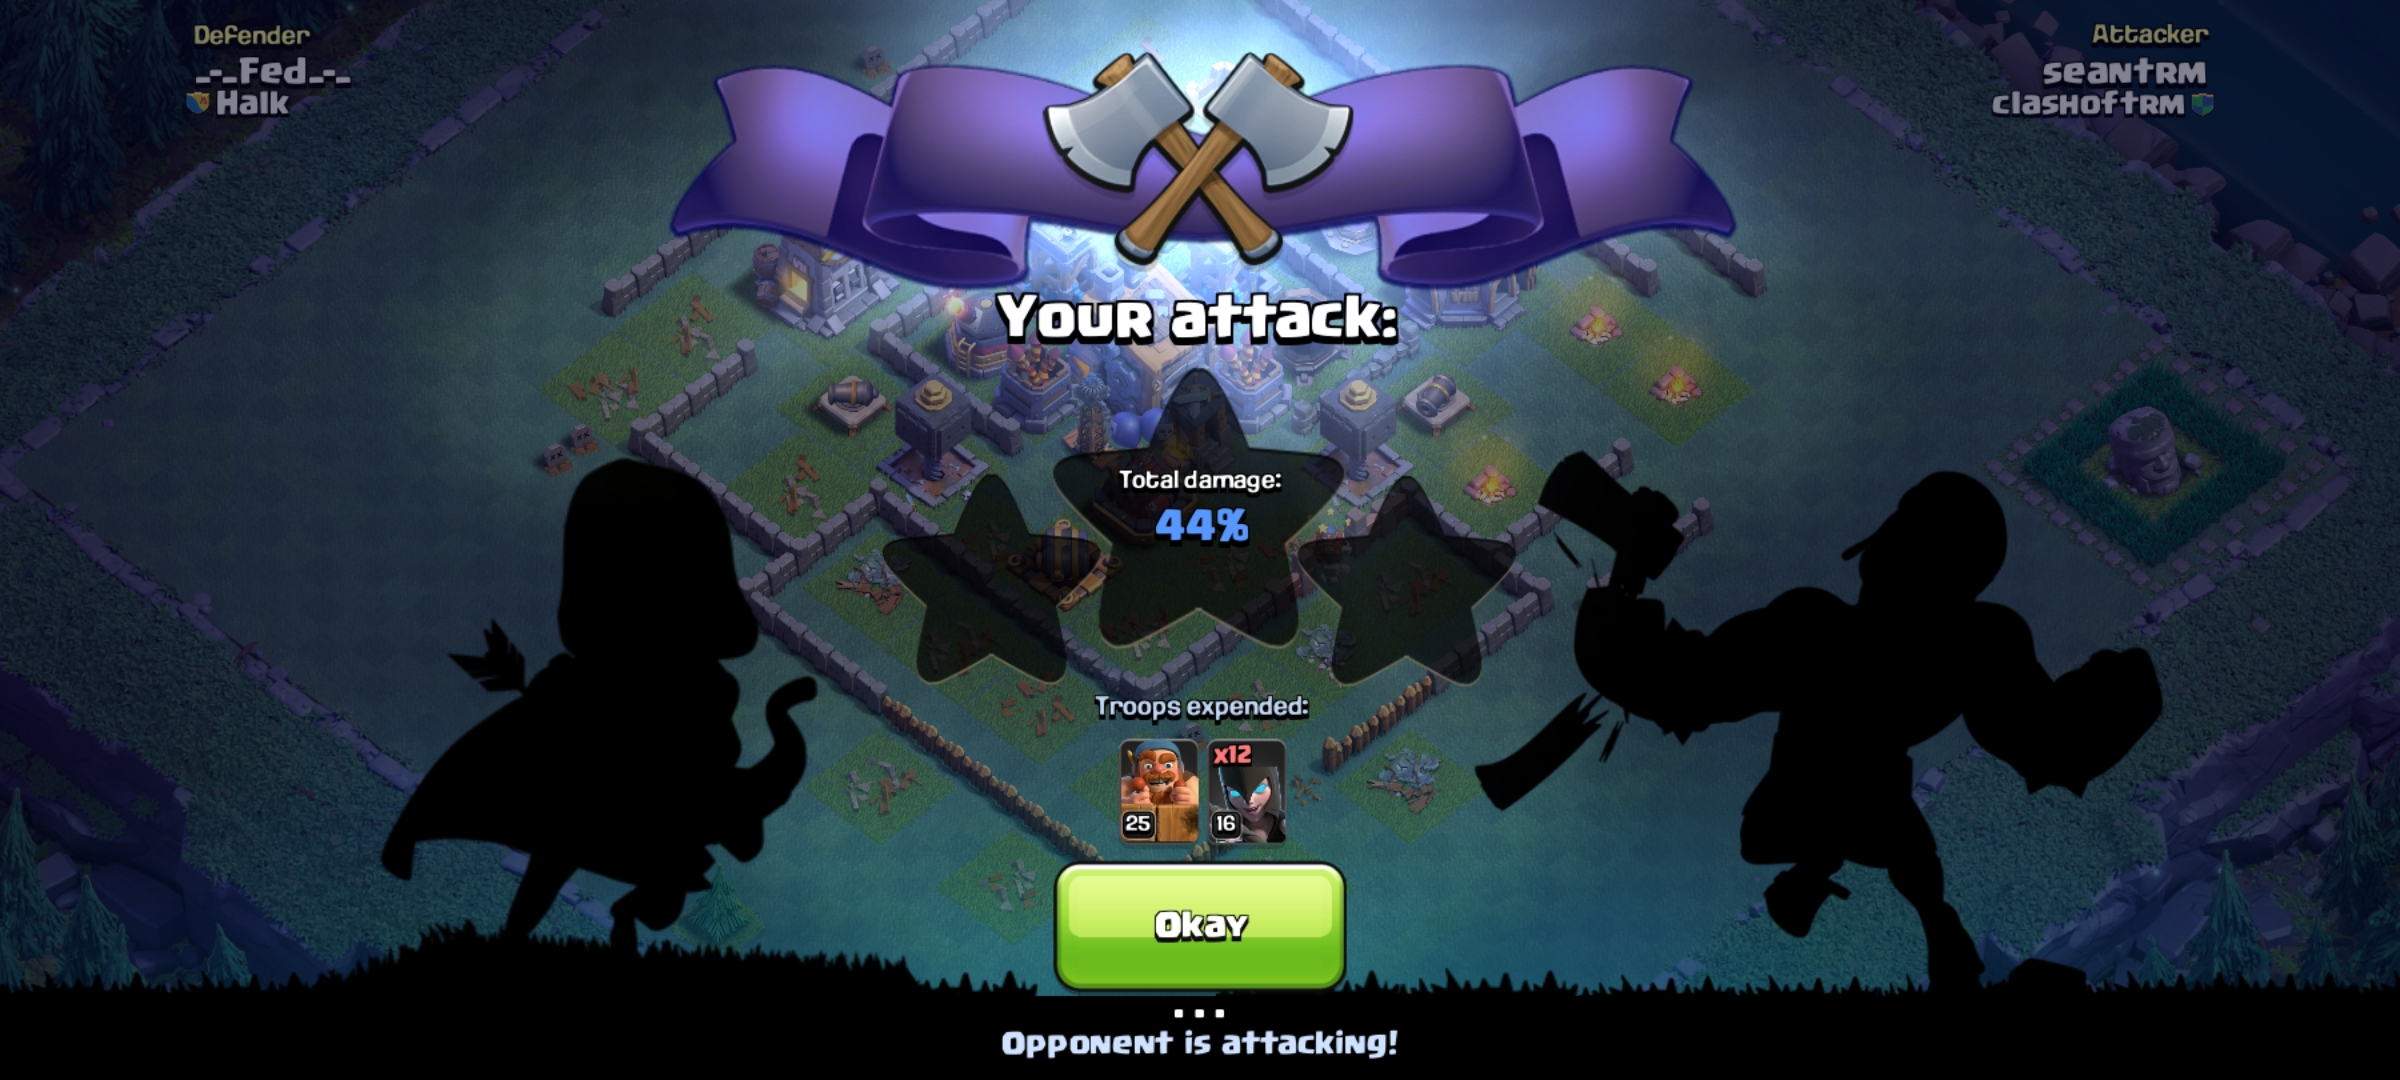 Defender
_-_Fed_-_
Halk
Attacker
seantRM
clashoftRM
Your attack:
Total damage:
44%
Troops expended:
x12
25
16
Okay
...
Opponent is attacking!